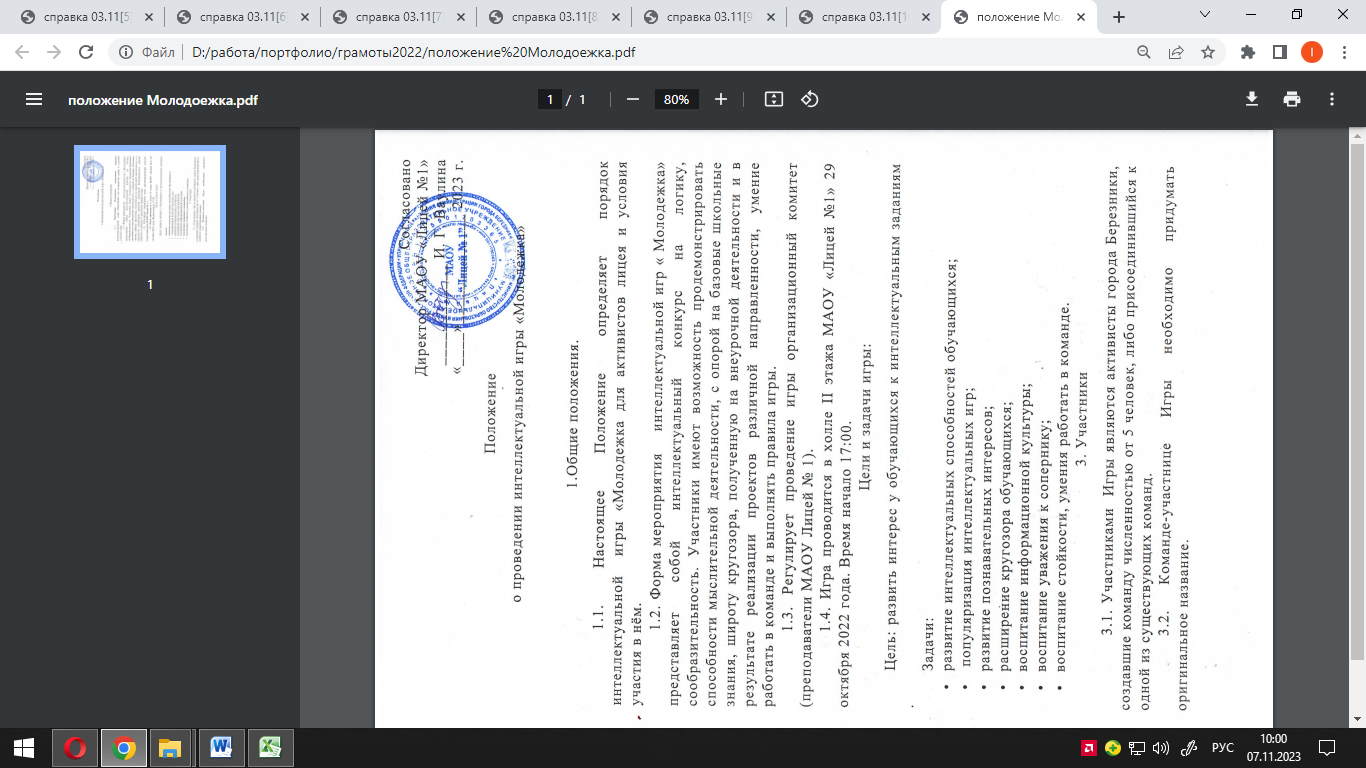 справка 03.11[5]
справка 03.11[6]
справка 03.11[7]
справка 03.11[8]
справка 03.11[9]
справка 03.11[1
положение Мо
Файл
D:/работа/портфолио/грамоты2022/положение%20Молодоежка.pdf
положение Молодоежка.pdf
1 / 1
80%
1
Согласовано
Директор МАОУ «Лицей №1»
И Г Варлина
«____» 2023 г.
МАОУ
"Лицей № 1"
Положение
о проведении интеллектуальной игры «Молодежка»
1.Общие положения.
1.1. Настоящее Положение определяет порядок
интеллектуальной игры «Молодежка для активистов лицея и условия
участия в нём.
1.2. Форма мероприятия интеллектуальной игр « Молодежка»
представляет собой интеллектуальный конкурс на логику,
сообразительность. Участники имеют возможность продемонстрировать
способности мыслительной деятельности, с опорой на базовые школьные
знания, широту кругозора, полученную на внеурочной деятельности и в
результате реализации проектов различной направленности, умение
работать в команде и выполнять правила игры.
1.3. Регулирует проведение игры организационный комитет
(преподаватели МАОУ Лицей № 1).
1.4. Игра проводится в холле II этажа МАОУ «Лицей №1» 29
октября 2022 года. Время начало 17:00.
Цели и задачи игры:
Цель: развить интерес у обучающихся к интеллектуальным заданиям
.
Задачи:
• развитие интеллектуальных способностей обучающихся;
• популяризация интеллектуальных игр;
• развитие познавательных интересов;
• расширение кругозора обучающихся;
• воспитание информационной культуры;
• воспитание уважения к сопернику;
• воспитание стойкости, умения работать в команде.
3. Участники
3.1. Участниками Игры являются активисты города Березники,
создавшие команду численностью от 5 человек, либо присоединившийся к
одной из существующих команд.
3.2. Команде-участнице Игры необходимо придумать
оригинальное название.
РУС
10:00
07.11.2023